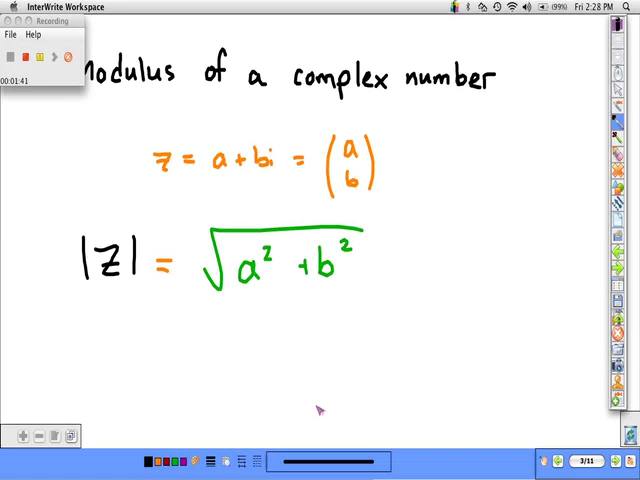 InterWrite Workspace
(99%) Fri 2:28 PM
Recording
File Help
00:01:41
Modulus of a complex number
z = a + bi = (a
b)
|z| = √a² + b²
3/11